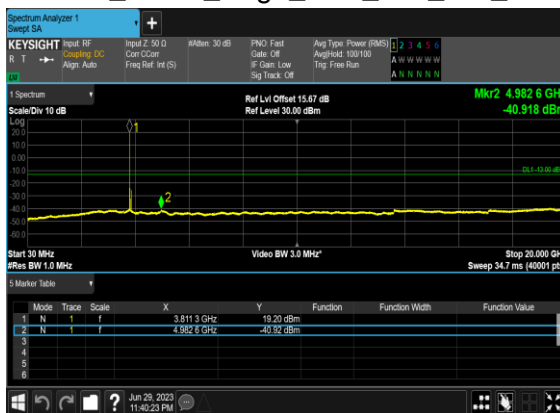 Spectrum Analyzer 1
Swept SA
+
KEYSIGHT Input: RF Input Z: 50 Ω #Atten: 30 dB PNO: Fast Avg Type: Power (RMS) 1 2 3 4 5 6
R T Coupling: DC Corr CCorr Gate: Off Avg|Hold: 100/100 A W W W W W
Align: Auto Freq Ref: Int (S) IF Gain: Low Trig: Free Run
Sig Track: Off A N N N N N
LXI
1 Spectrum Ref Lvl Offset 15.67 dB Mkr2 4.982 6 GH
Scale/Div 10 dB Ref Level 30.00 dBm -40.918 dBr
Log
20.0
10.0
0.00
-10.0
-20.0
-30.0
-40.0
-50.0
-60.0
1
2
DL1 -13.00 dB
Start 30 MHz Video BW 3.0 MHz* Stop 20.000 GH
#Res BW 1.0 MHz Sweep 34.7 ms (40001 pt
5 Marker Table
Mode Trace Scale X Y Function Function Width Function Value
1 N 1 f 3.811 3 GHz 19.20 dBm
2 N 1 f 4.982 6 GHz -40.92 dBm
3
4
5
6
? Jun 29, 2023
11:40:23 PM